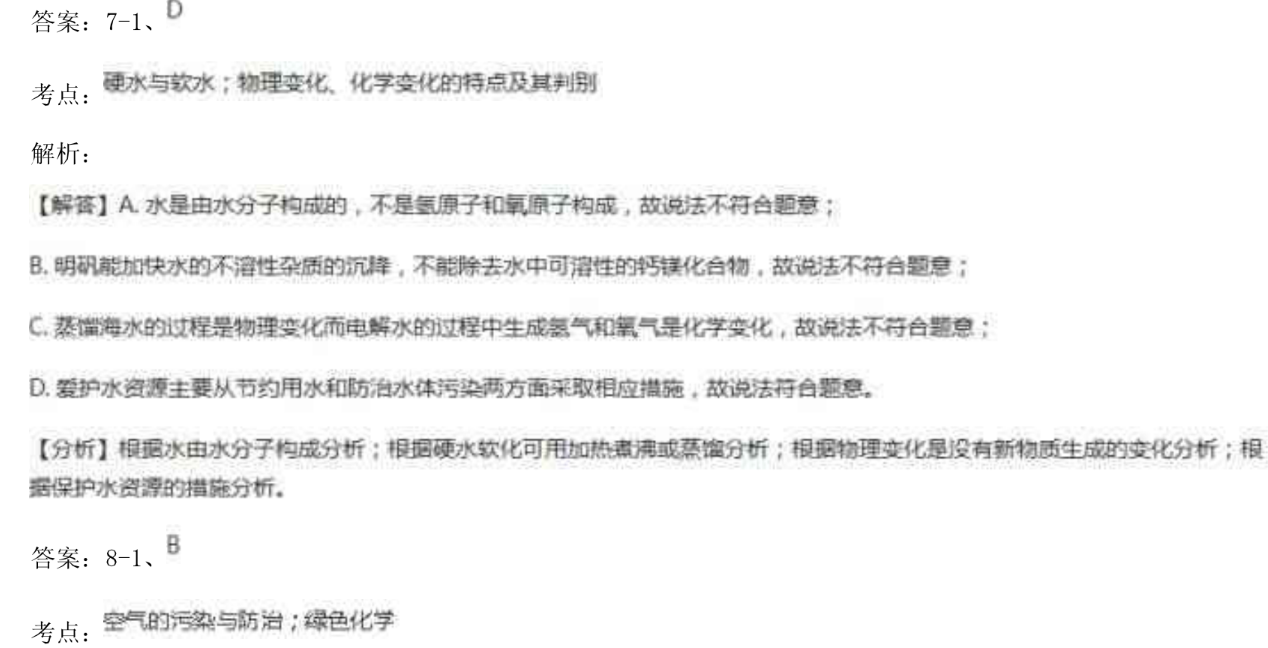 答案：7-1、D
考点：硬水与软水；物理变化、化学变化的特点及其判别
解析：
【解答】A. 水是由水分子构成的，不是氢原子和氧原子构成，故说法不符合题意；
B. 明矾能加快水的不溶性杂质的沉降，不能除去水中可溶性的钙镁化合物，故说法不符合题意；
C. 蒸馏海水的过程是物理变化而电解水的过程中生成氢气和氧气是化学变化，故说法不符合题意；
D. 爱护水资源主要从节约用水和防治水体污染两方面采取相应措施，故说法符合题意。
【分析】根据水由水分子构成分析；根据硬水软化可用加热煮沸或蒸馏分析；根据物理变化是没有新物质生成的变化分析；根
据保护水资源的措施分析。
答案：8-1、B
考点：空气的污染与防治；绿色化学